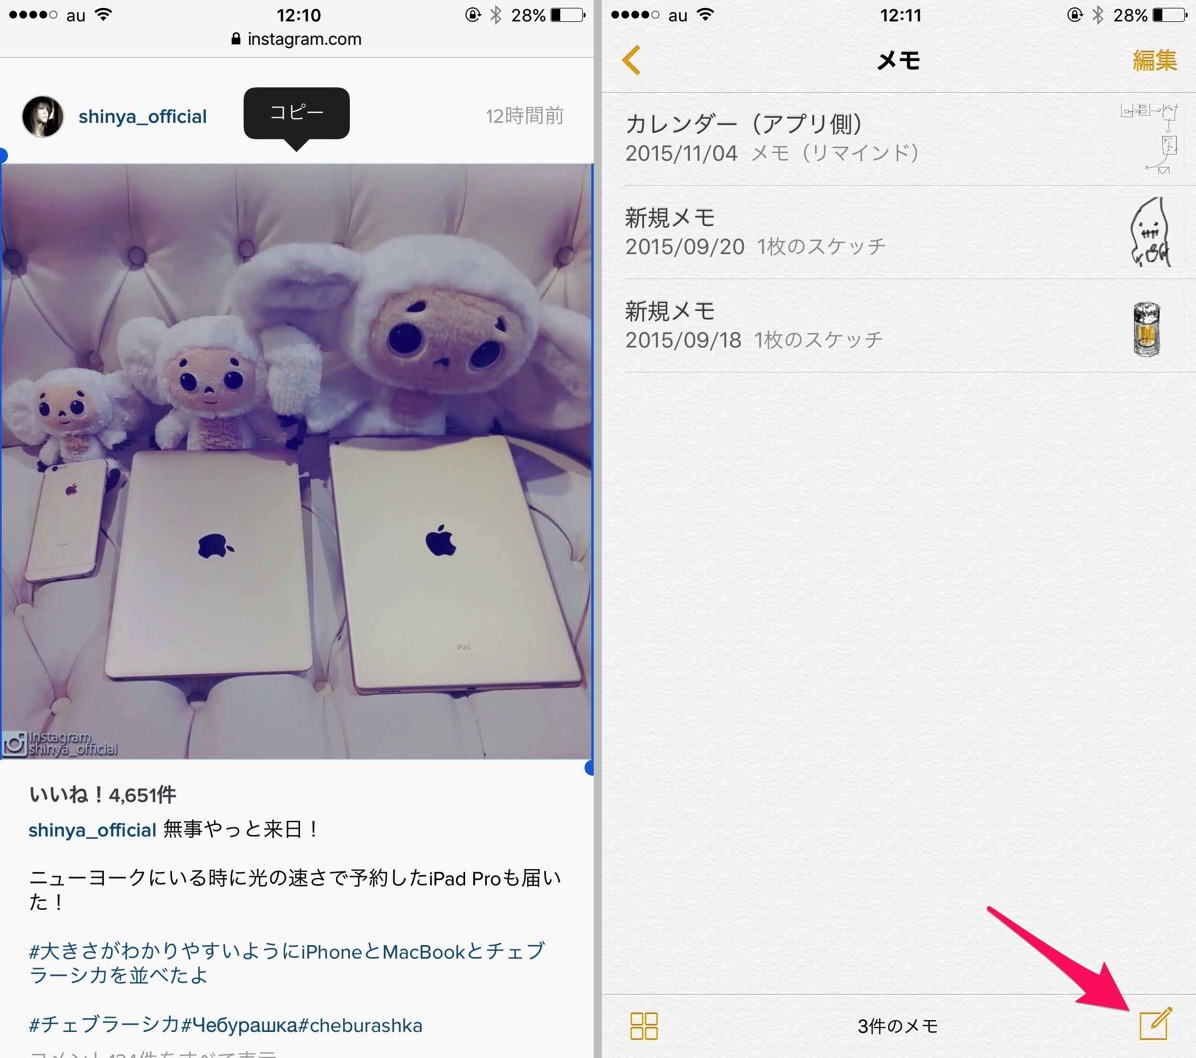 au 12:10 28%
instagram.com
shinya_official コピー 12時間前
iPad
Instagram
shinya_official
いいね！4,651件
shinya_official 無事やっと来日！
ニューヨークにいる時に光の速さで予約したiPad Proも届い
た！
#大きさがわかりやすいようにiPhoneとMacBookとチェブ
ラーシカを並べたよ
#チェブラーシカ#Чебурашка#cheburashka
au 12:11 28%
メモ 編集
カレンダー（アプリ側）
2015/11/04 メモ（リマインド）
新規メモ
2015/09/20 1枚のスケッチ
新規メモ
2015/09/18 1枚のスケッチ
3件のメモ